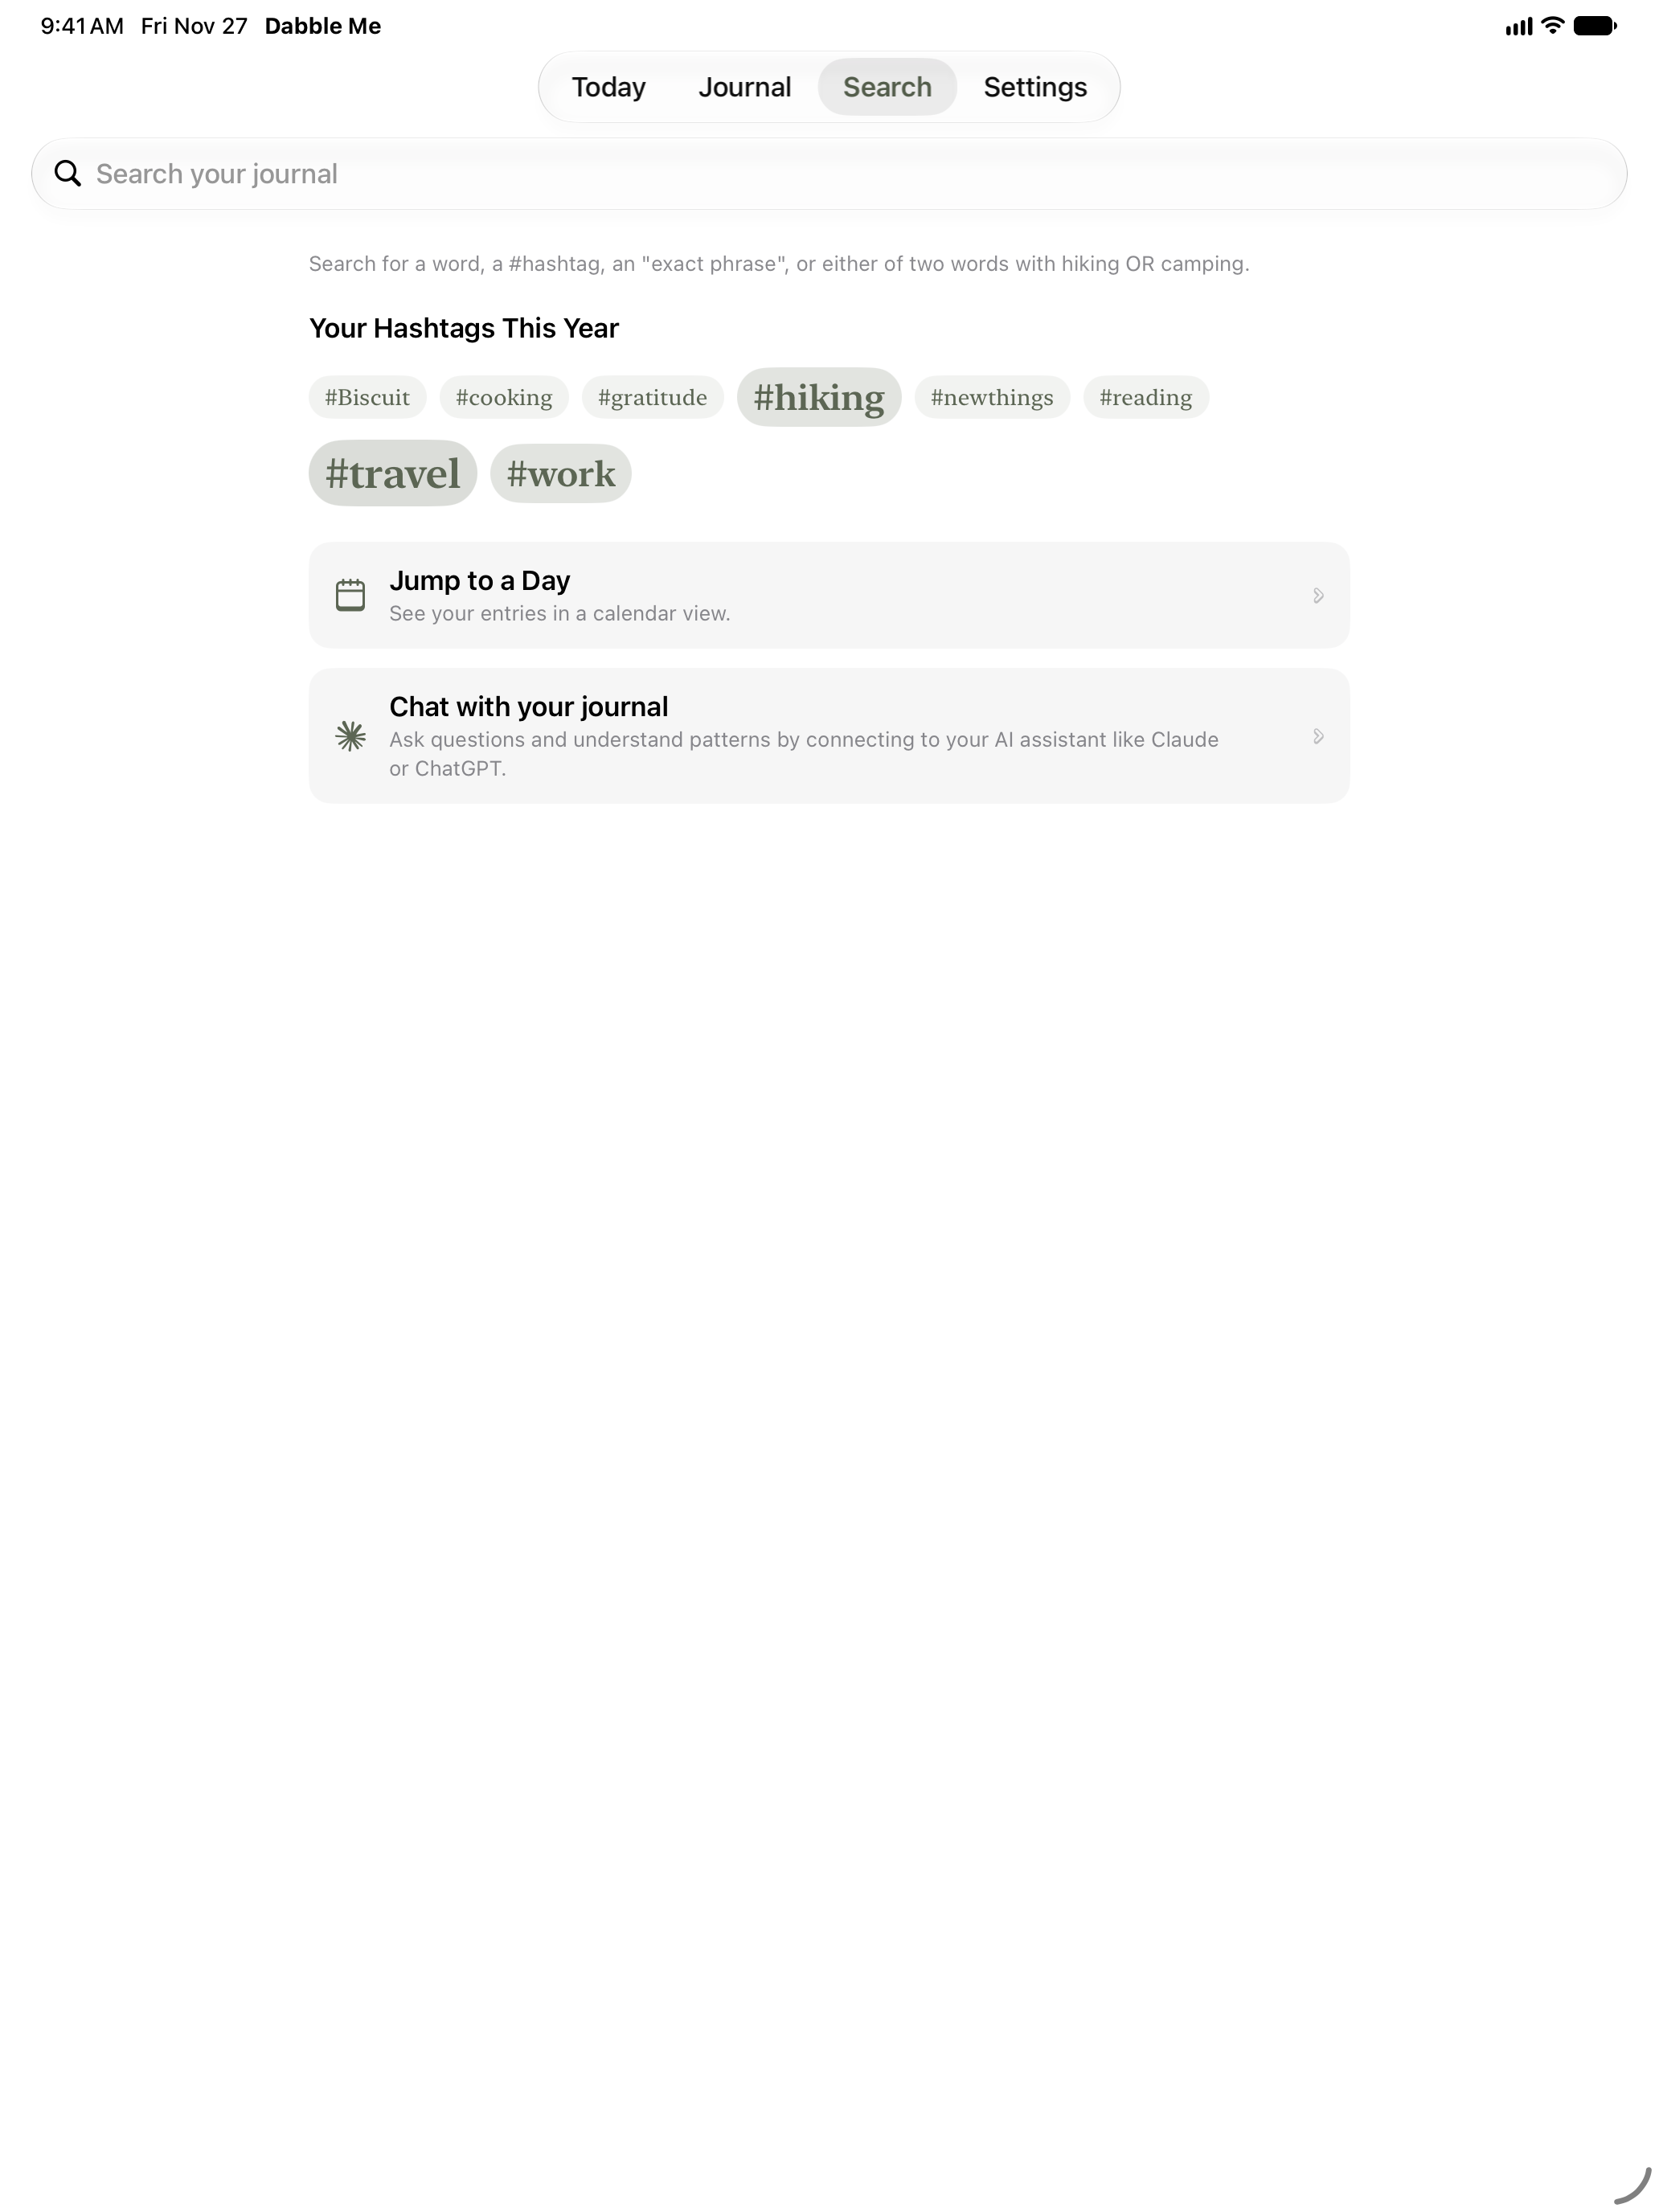 9:41 AM Fri Nov 27 Dabble Me
Today Journal Search Settings
Search your journal
Search for a word, a #hashtag, an "exact phrase", or either of two words with hiking OR camping.
Your Hashtags This Year
#Biscuit #cooking #gratitude #hiking #newthings #reading
#travel #work
Jump to a Day
See your entries in a calendar view.
Chat with your journal
Ask questions and understand patterns by connecting to your AI assistant like Claude
or ChatGPT.